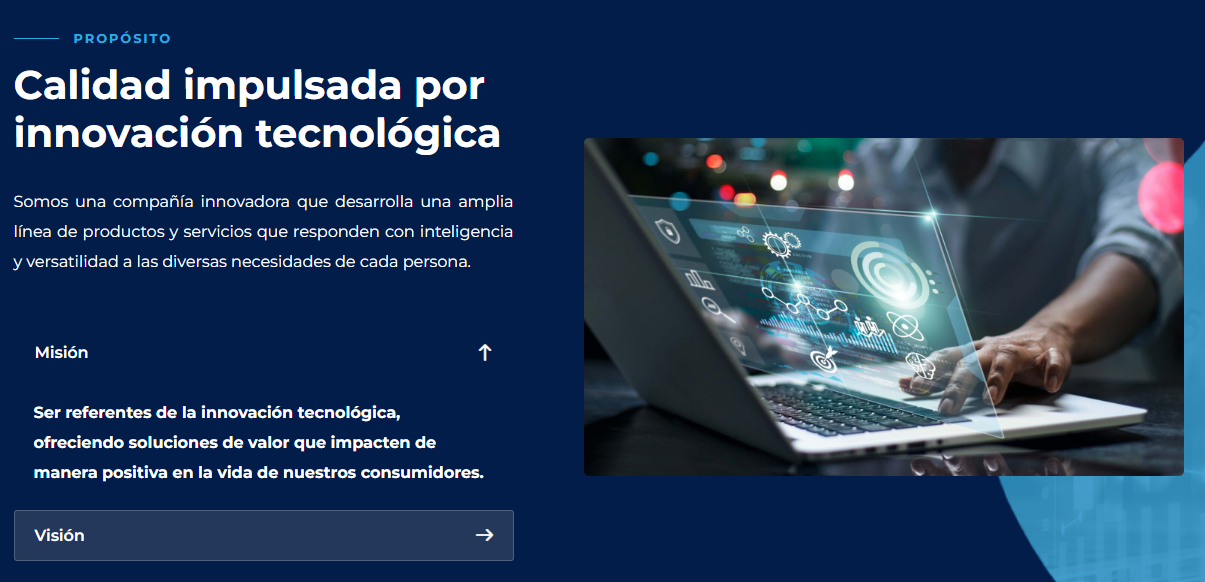 PROPÓSITO
Calidad impulsada por
innovación tecnológica
Somos una compañía innovadora que desarrolla una amplia
línea de productos y servicios que responden con inteligencia
y versatilidad a las diversas necesidades de cada persona.
Misión
Ser referentes de la innovación tecnológica,
ofreciendo soluciones de valor que impacten de
manera positiva en la vida de nuestros consumidores.
Visión